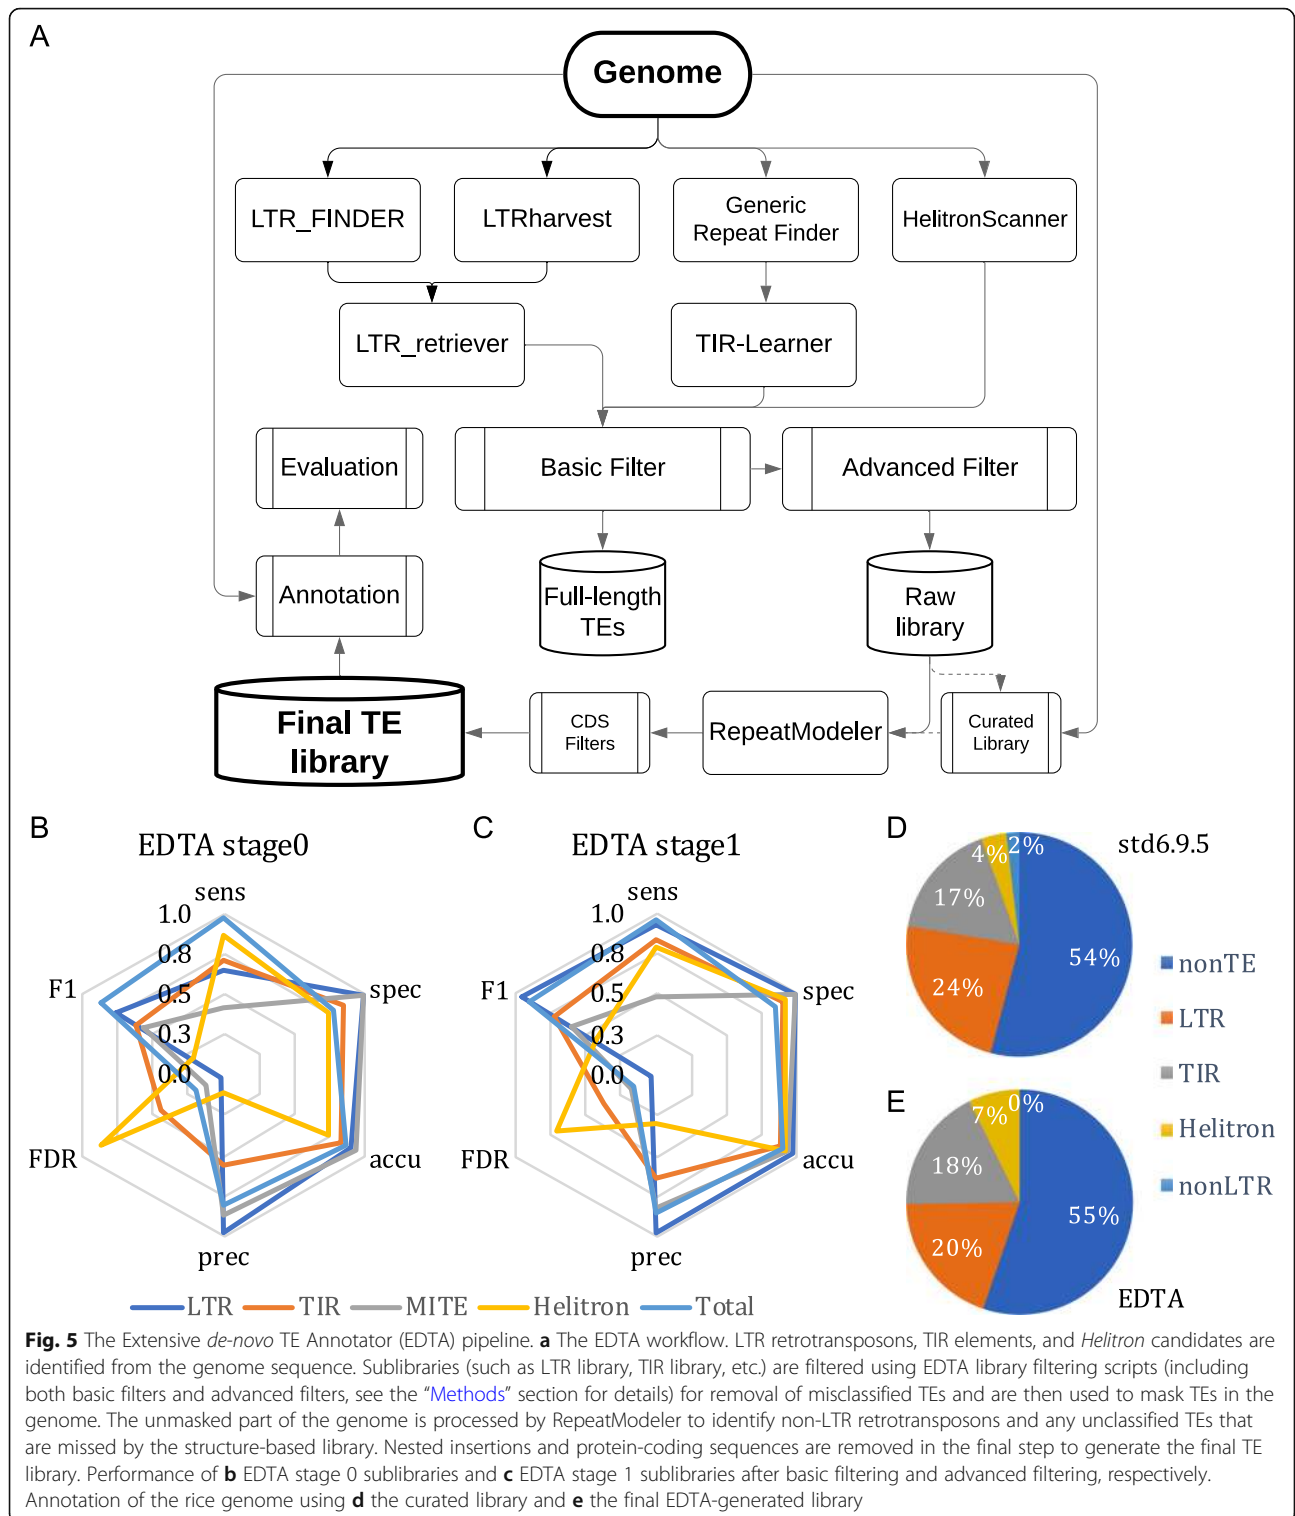 A
Genome
LTR_FINDER
LTRharvest
Generic
Repeat Finder
HelitronScanner
LTR_retriever
TIR-Learner
Evaluation
Basic Filter
Advanced Filter
Annotation
Full-length
TEs
Raw
library
Final TE
library
CDS
Filters
RepeatModeler
Curated
Library
B
EDTA stage0
sens
1.0
0.8
0.5
0.3
0.0
F1
spec
FDR
accu
prec
C
EDTA stage1
sens
1.0
0.8
0.5
0.3
0.0
F1
spec
FDR
accu
prec
LTR
TIR
MITE
Helitron
Total
D
std6.9.5
4%
2%
17%
24%
54%
nonTE
LTR
TIR
Helitron
nonLTR
E
7%
0%
18%
20%
55%
EDTA
Fig. 5 The Extensive de-novo TE Annotator (EDTA) pipeline. a The EDTA workflow. LTR retrotransposons, TIR elements, and Helitron candidates are
identified from the genome sequence. Sublibraries (such as LTR library, TIR library, etc.) are filtered using EDTA library filtering scripts (including
both basic filters and advanced filters, see the “Methods” section for details) for removal of misclassified TEs and are then used to mask TEs in the
genome. The unmasked part of the genome is processed by RepeatModeler to identify non-LTR retrotransposons and any unclassified TEs that
are missed by the structure-based library. Nested insertions and protein-coding sequences are removed in the final step to generate the final TE
library. Performance of b EDTA stage 0 sublibraries and c EDTA stage 1 sublibraries after basic filtering and advanced filtering, respectively.
Annotation of the rice genome using d the curated library and e the final EDTA-generated library